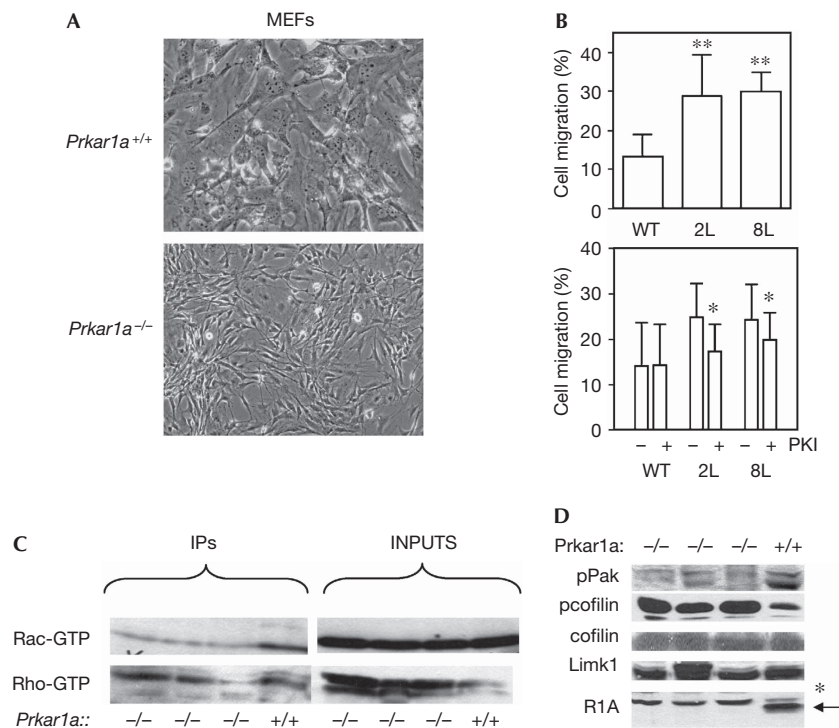 A
MEFs
Prkar1a+/+
Prkar1a−/−
B
Cell migration (%)
40
30
20
10
0
** **
WT 2L 8L
Cell migration (%)
40
30
20
10
0
* *
− + − + − + PKI
WT 2L 8L
C
IPs INPUTS
Rac-GTP
Rho-GTP
Prkar1a:: −/− −/− −/− +/+ −/− −/− −/− +/+
D
Prkar1a: −/− −/− −/− +/+
pPak
pcofilin
cofilin
Limk1
R1A *